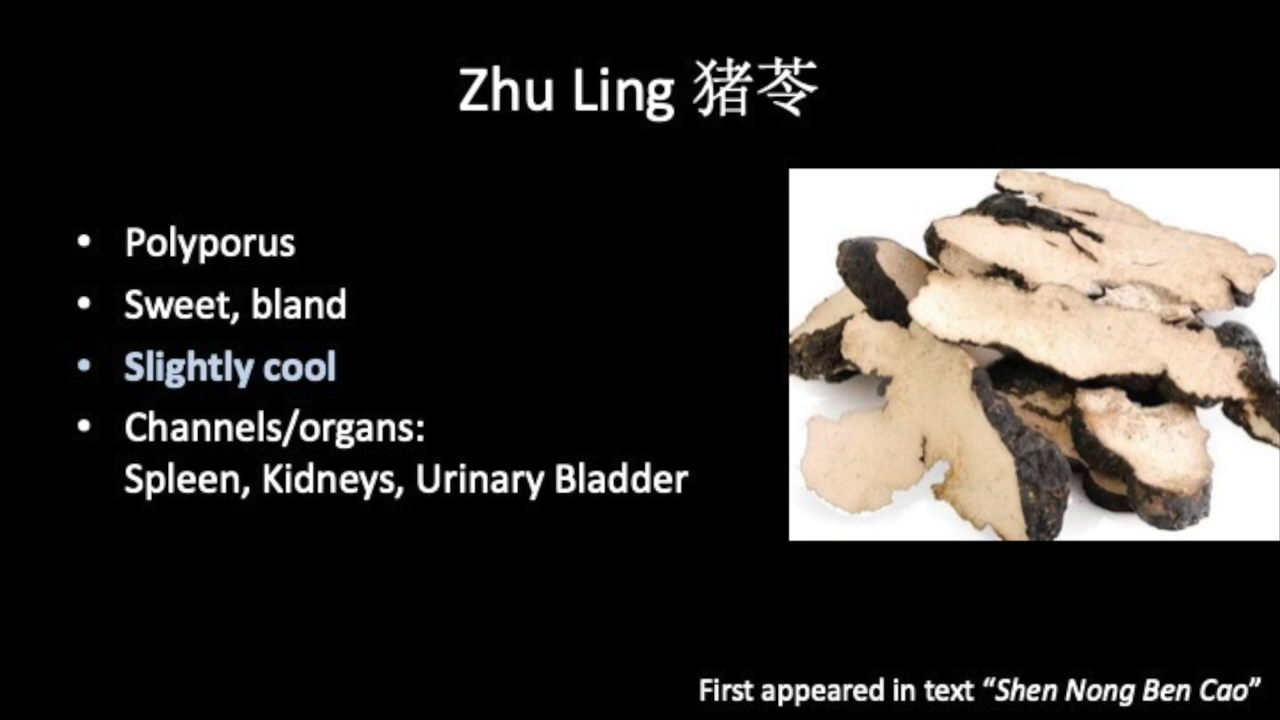 Zhu Ling 猪苓
• Polyporus
• Sweet, bland
• Slightly cool
• Channels/organs:
Spleen, Kidneys, Urinary Bladder
First appeared in text “Shen Nong Ben Cao”